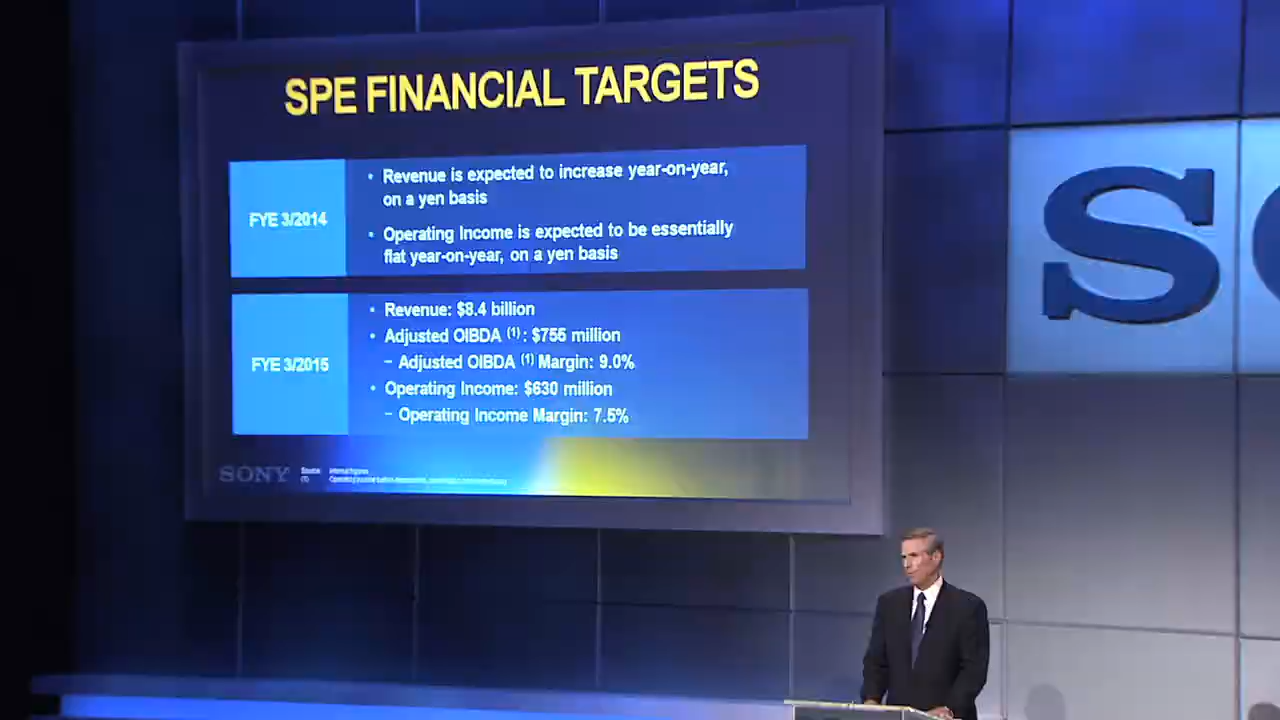 SPE FINANCIAL TARGETS
FYE 3/2014
• Revenue is expected to increase year-on-year,
on a yen basis
• Operating Income is expected to be essentially
flat year-on-year, on a yen basis
FYE 3/2015
• Revenue: $8.4 billion
• Adjusted OIBDA (1) : $755 million
– Adjusted OIBDA (1) Margin: 9.0%
• Operating Income: $630 million
– Operating Income Margin: 7.5%
SONY
Source: Internal figures
(1)
S